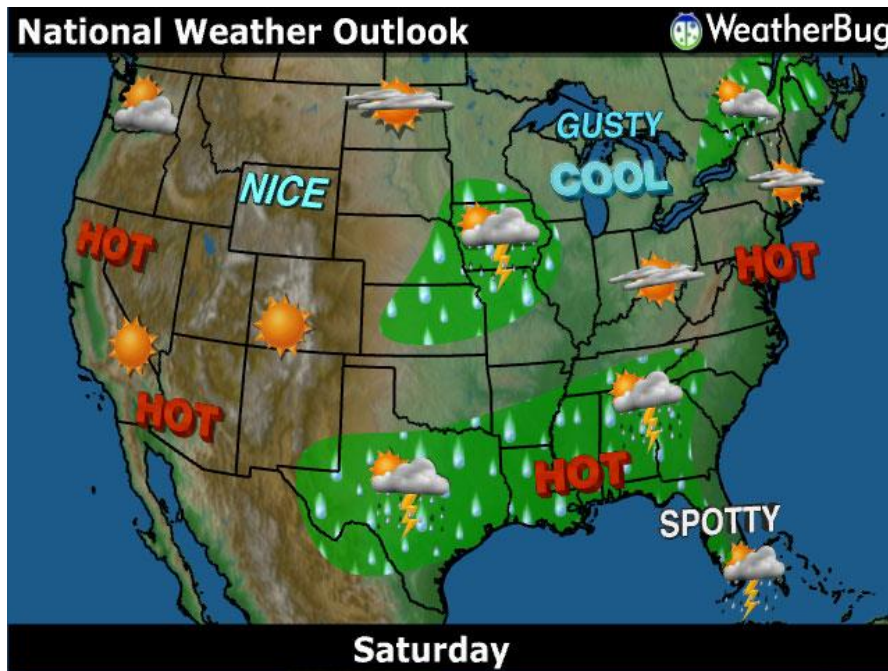 National Weather Outlook
WeatherBug
GUSTY
COOL
NICE
HOT
HOT
HOT
HOT
SPOTTY
Saturday